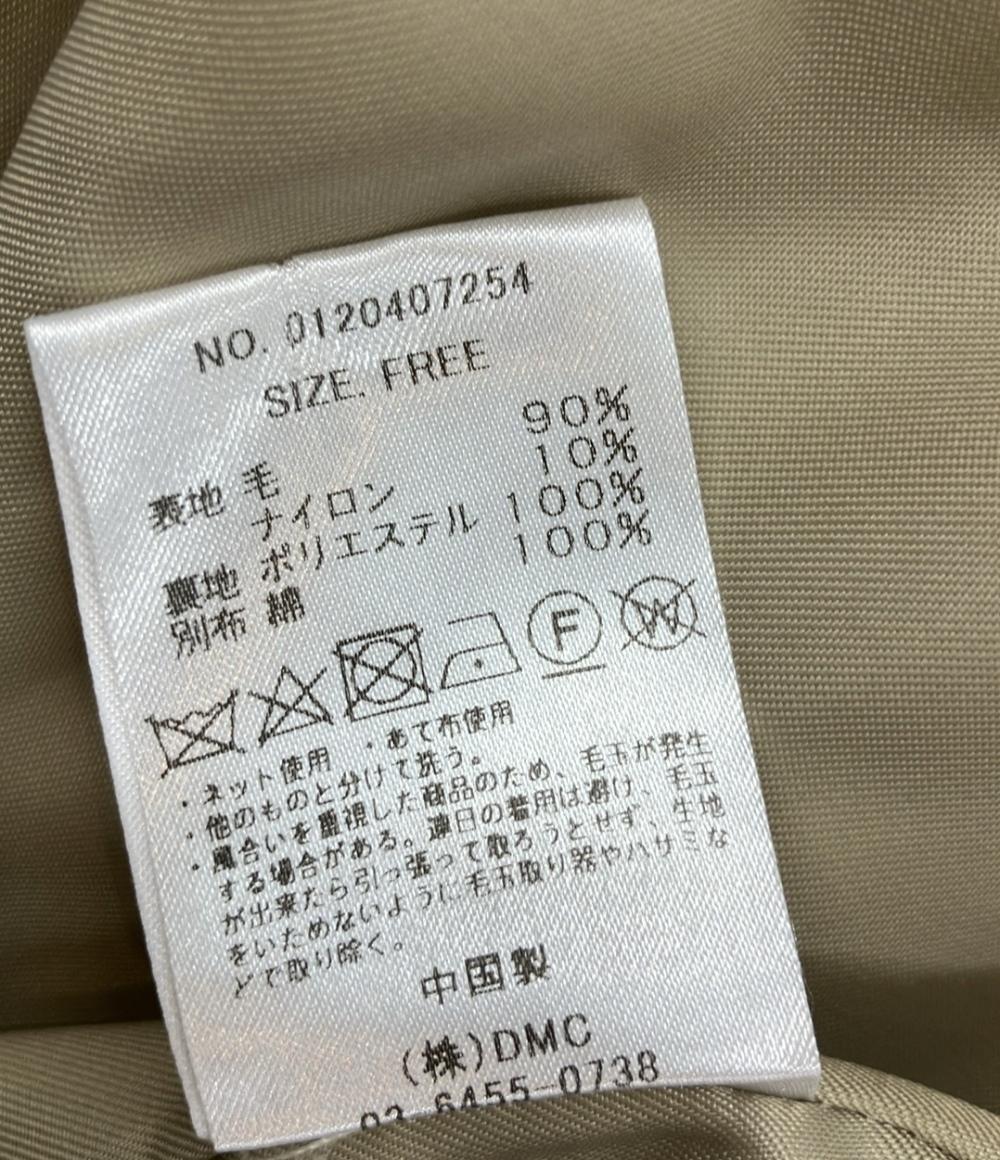 NO. 0120407254
SIZE. FREE
表地 毛 90%
ナイロン 10%
裏地 ポリエステル 100%
別布 綿 100%
F W
・ネット使用 ・あて布使用
・他のものと分けて洗う。
・風合いを重視した商品のため、毛玉が発生
する場合がある。連日の着用は避け、毛玉
が出来たら引っ張って取ろうとせず、生地
をいためないように毛玉取り器やハサミな
どで取り除く。
中国製
(株)DMC
03-6455-0738